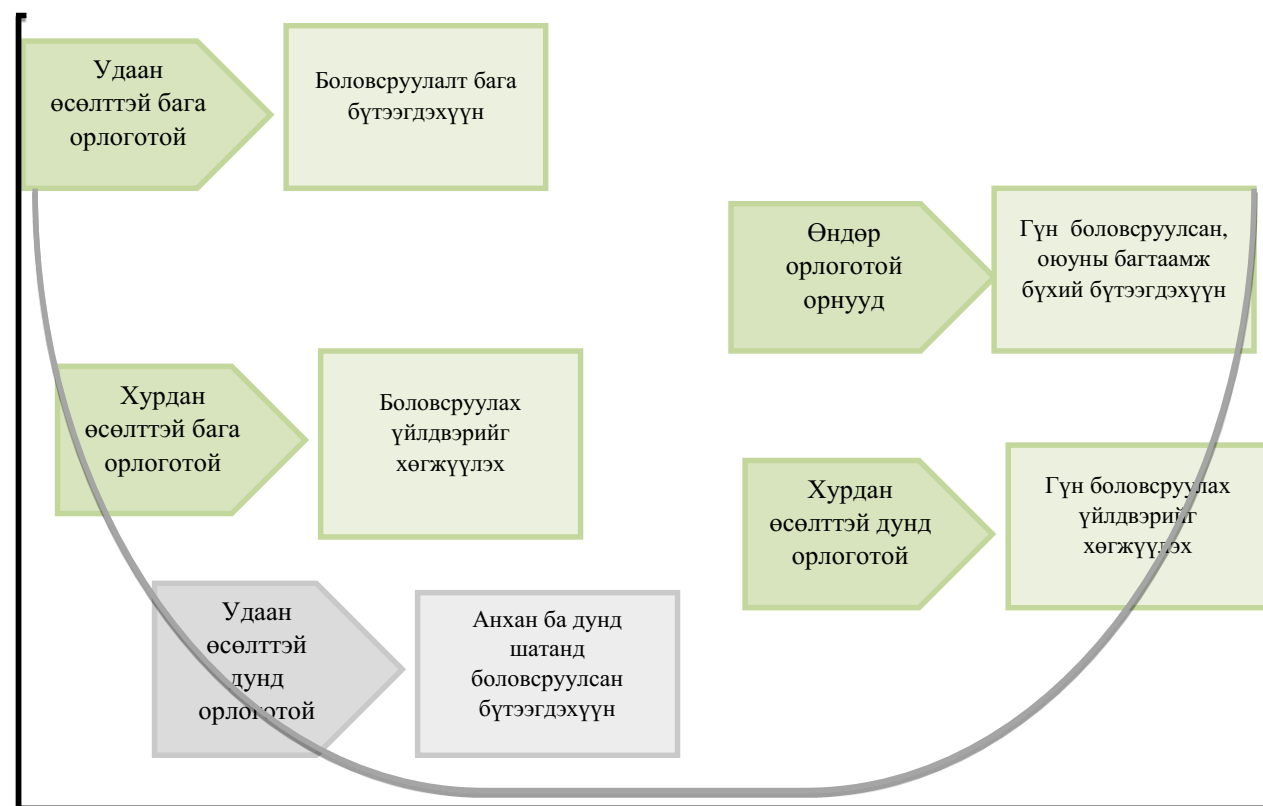 Удаан
өсөлттэй бага
орлоготой
Боловсруулалт бага
бүтээгдэхүүн
Өндөр
орлоготой
орнууд
Гүн боловсруулсан,
оюуны багтаамж
бүхий бүтээгдэхүүн
Хурдан
өсөлттэй бага
орлоготой
Боловсруулах
үйлдвэрийг
хөгжүүлэх
Хурдан
өсөлттэй дунд
орлоготой
Гүн боловсруулах
үйлдвэрийг
хөгжүүлэх
Удаан
өсөлттэй
дунд
орлоготой
Анхан ба дунд
шатанд
боловсруулсан
бүтээгдэхүүн